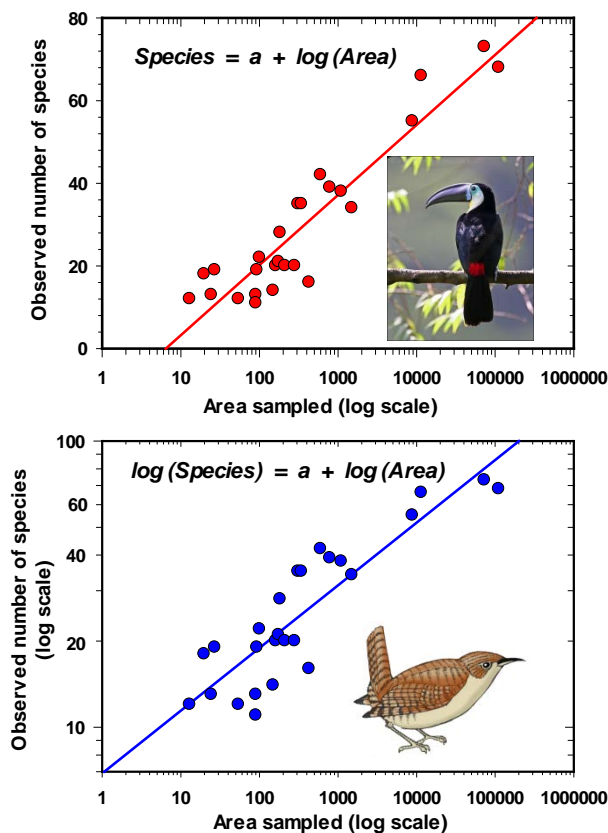 80
Species = a + log (Area)
60
40
20
0
Observed number of species
1 10 100 1000 10000 100000 1000000
Area sampled (log scale)
100
log (Species) = a + log (Area)
60
40
20
10
Observed number of species
(log scale)
1 10 100 1000 10000 100000 1000000
Area sampled (log scale)